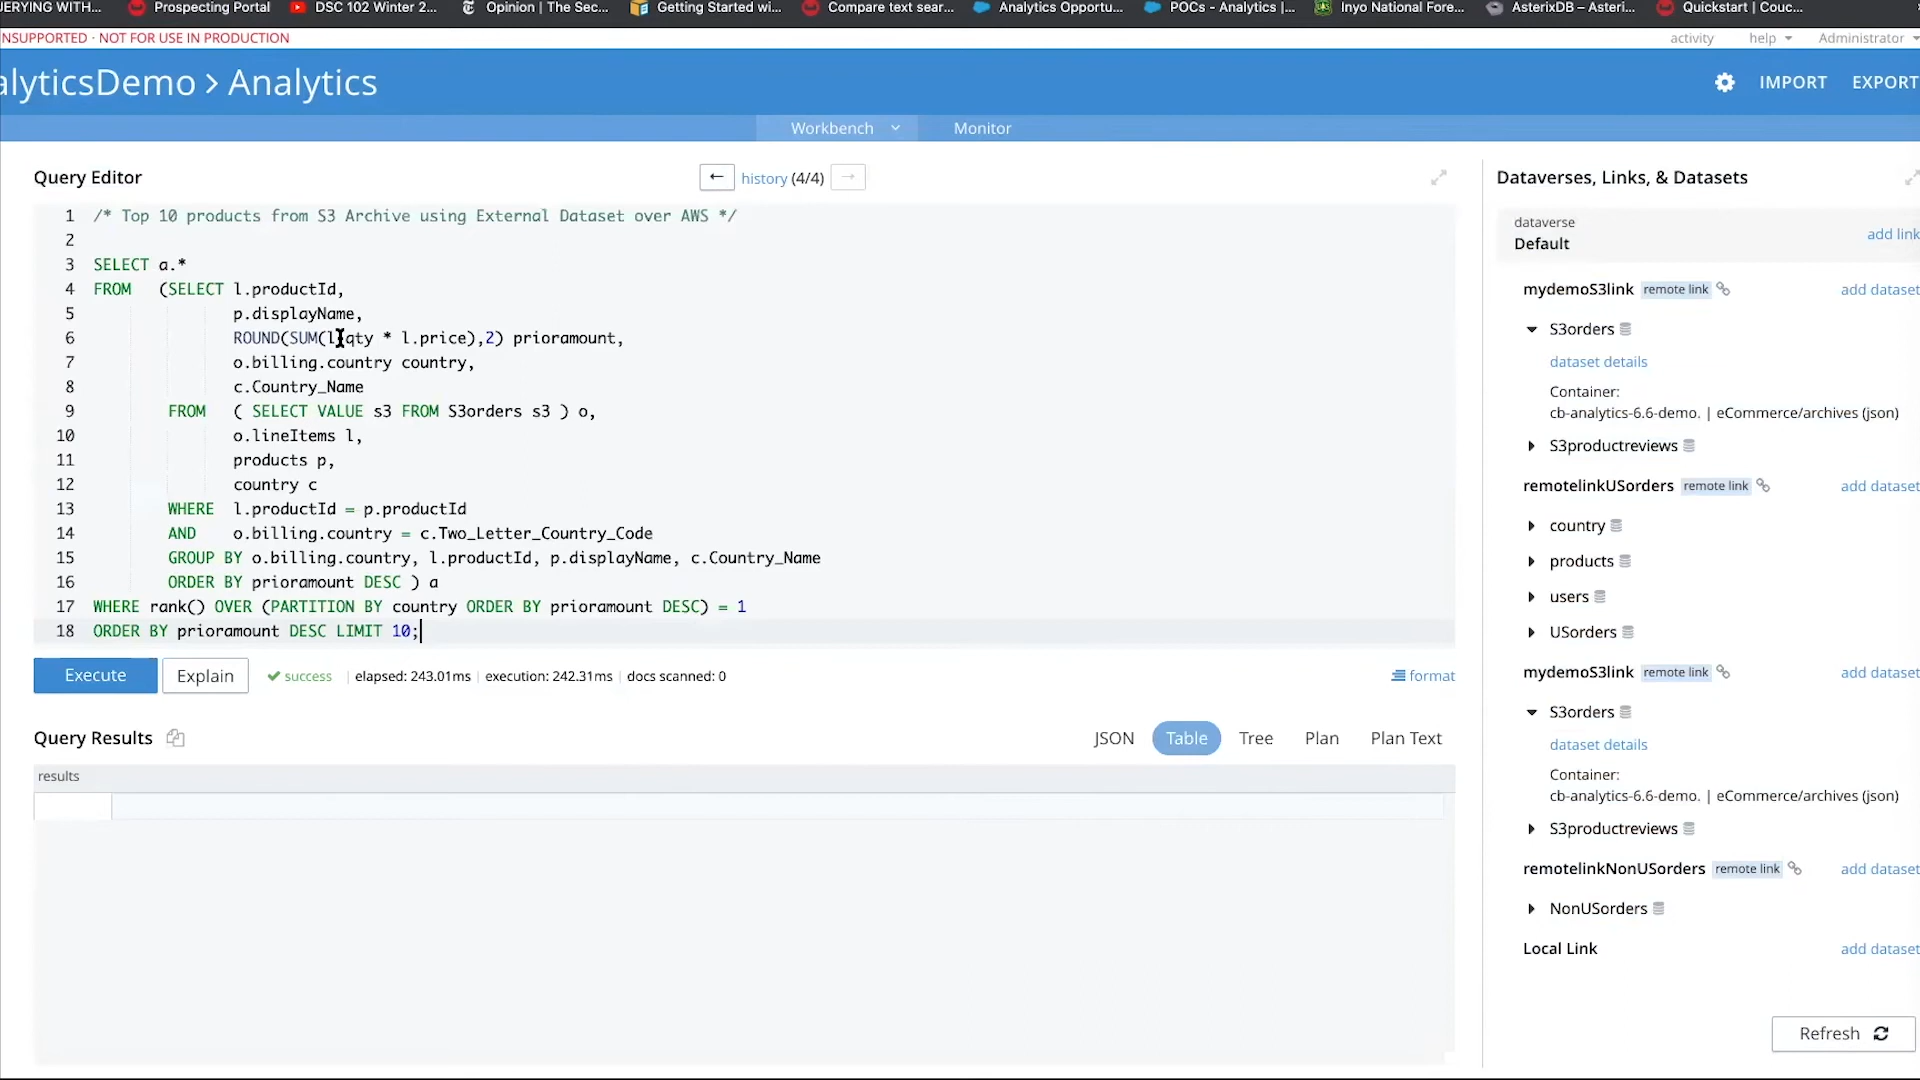 ERYING WITH... Prospecting Portal DSC 102 Winter 2... Opinion | The Sec... Getting Started wi... Compare text sear... Analytics Opportu... POCs - Analytics |... Inyo National Fore... AsterixDB – Asteri... Quickstart | Couc...
NSUPPORTED · NOT FOR USE IN PRODUCTION
activity help Administrator
alyticsDemo > Analytics
IMPORT EXPORT
Workbench Monitor
Query Editor
← history (4/4) →
1 /* Top 10 products from S3 Archive using External Dataset over AWS */
2
3 SELECT a.*
4 FROM (SELECT l.productId,
5 p.displayName,
6 ROUND(SUM(l.qty * l.price),2) prioramount,
7 o.billing.country country,
8 c.Country_Name
9 FROM ( SELECT VALUE s3 FROM S3orders s3 ) o,
10 o.lineItems l,
11 products p,
12 country c
13 WHERE l.productId = p.productId
14 AND o.billing.country = c.Two_Letter_Country_Code
15 GROUP BY o.billing.country, l.productId, p.displayName, c.Country_Name
16 ORDER BY prioramount DESC ) a
17 WHERE rank() OVER (PARTITION BY country ORDER BY prioramount DESC) = 1
18 ORDER BY prioramount DESC LIMIT 10;
Execute Explain success | elapsed: 243.01ms | execution: 242.31ms | docs scanned: 0
format
Query Results
JSON Table Tree Plan Plan Text
results
Dataverses, Links, & Datasets
dataverse
Default
add link
mydemoS3link remote link add dataset
S3orders
dataset details
Container:
cb-analytics-6.6-demo. | eCommerce/archives (json)
S3productreviews
remotelinkUSorders remote link add dataset
country
products
users
USorders
mydemoS3link remote link add dataset
S3orders
dataset details
Container:
cb-analytics-6.6-demo. | eCommerce/archives (json)
S3productreviews
remotelinkNonUSorders remote link add dataset
NonUSorders
Local Link add dataset
Refresh